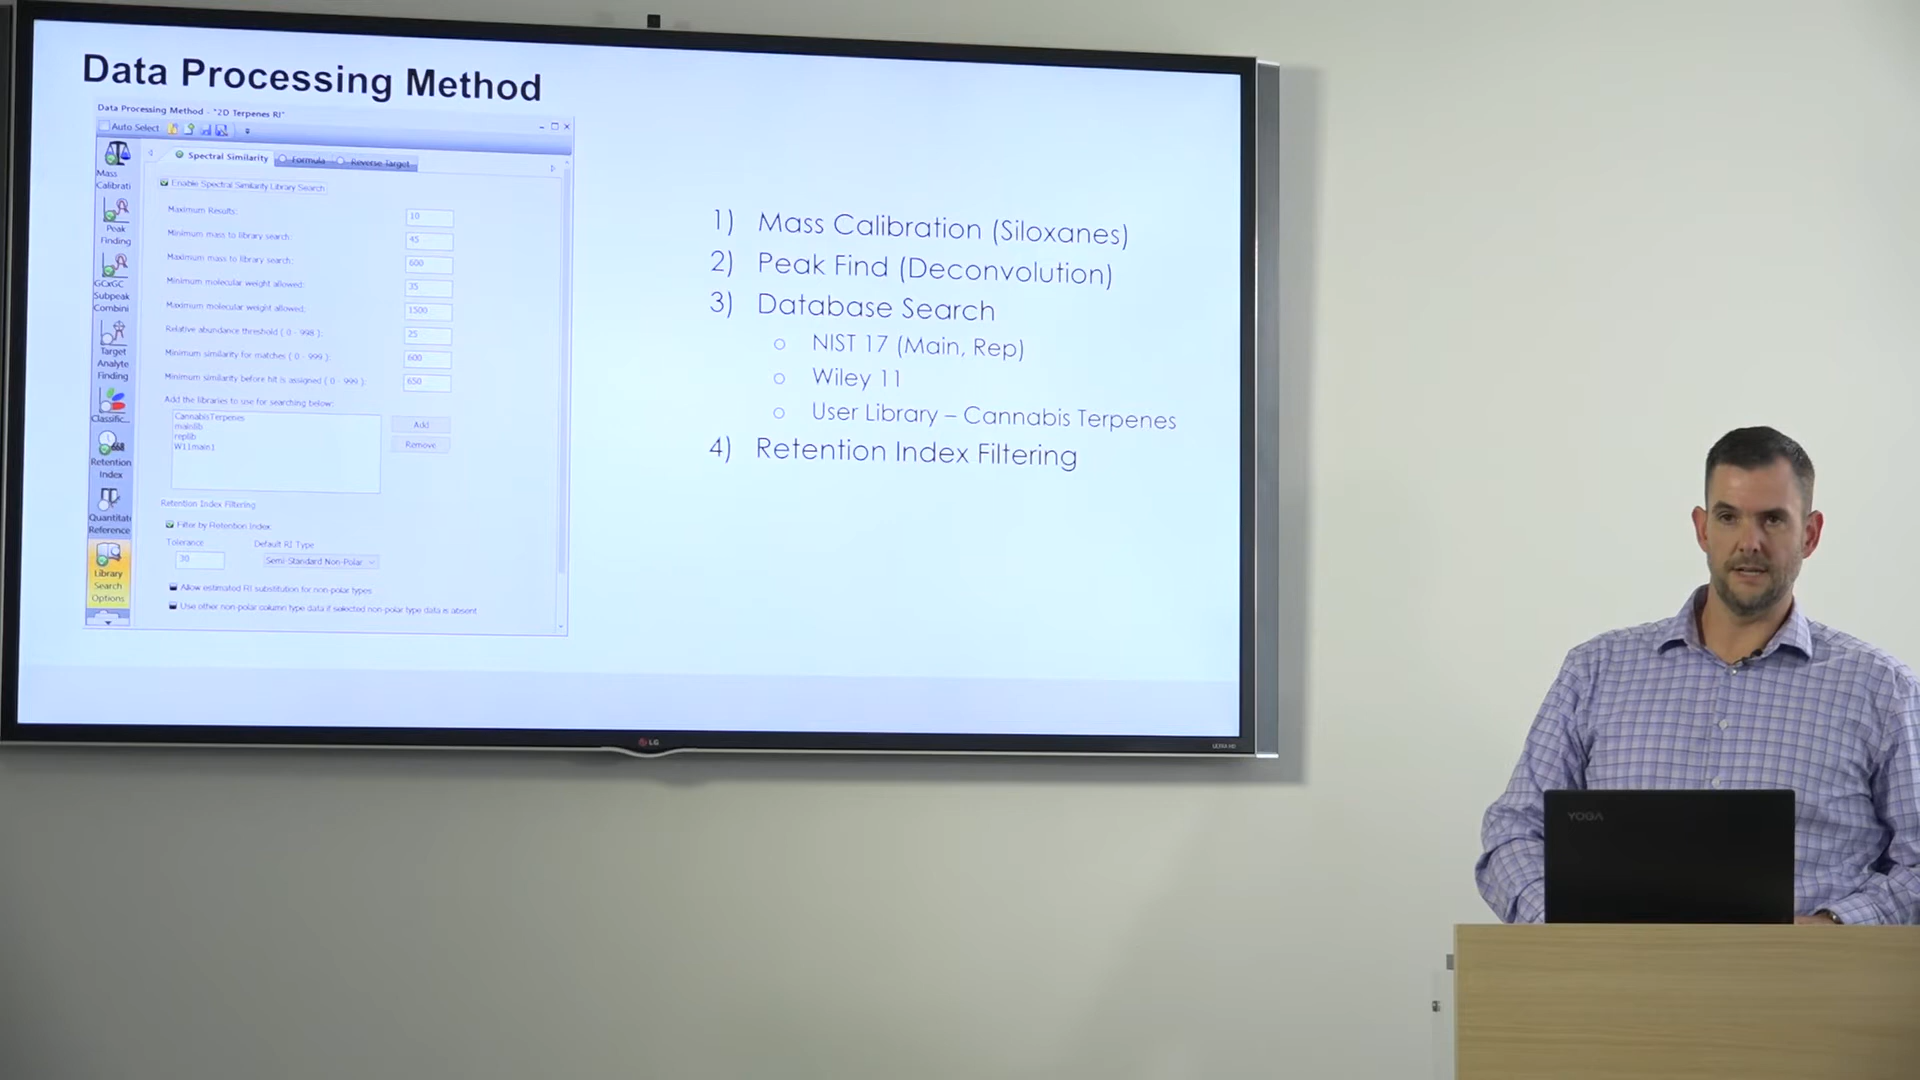 Data Processing Method
Data Processing Method - "2D Terpenes RI"
Auto Select
Spectral Similarity
Formula
Reverse Target
Enable Spectral Similarity Library Search
Maximum Results: 10
Minimum mass to library search: 45
Maximum mass to library search: 600
Minimum molecular weight allowed: 35
Maximum molecular weight allowed: 1500
Relative abundance threshold ( 0 - 998 ): 25
Minimum similarity for matches ( 0 - 999 ): 600
Minimum similarity before hit is assigned ( 0 - 999 ): 650
Add the libraries to use for searching below:
CannabisTerpenes
mainlib
replib
W11main1
Add
Remove
Retention Index Filtering
Filter by Retention Index
Tolerance
Default RI Type
30
Semi-Standard Non-Polar
Allow estimated RI substitution for non-polar types
Use other non-polar column type data if selected non-polar type data is absent
Mass
Calibrati
Peak
Finding
GCxGC
Subpeak
Combini
Target
Analyte
Finding
Classific...
Retention
Index
Quantitat
Reference
Library
Search
Options
1) Mass Calibration (Siloxanes)
2) Peak Find (Deconvolution)
3) Database Search
o NIST 17 (Main, Rep)
o Wiley 11
o User Library – Cannabis Terpenes
4) Retention Index Filtering
LG
ULTRA HD
YOGA